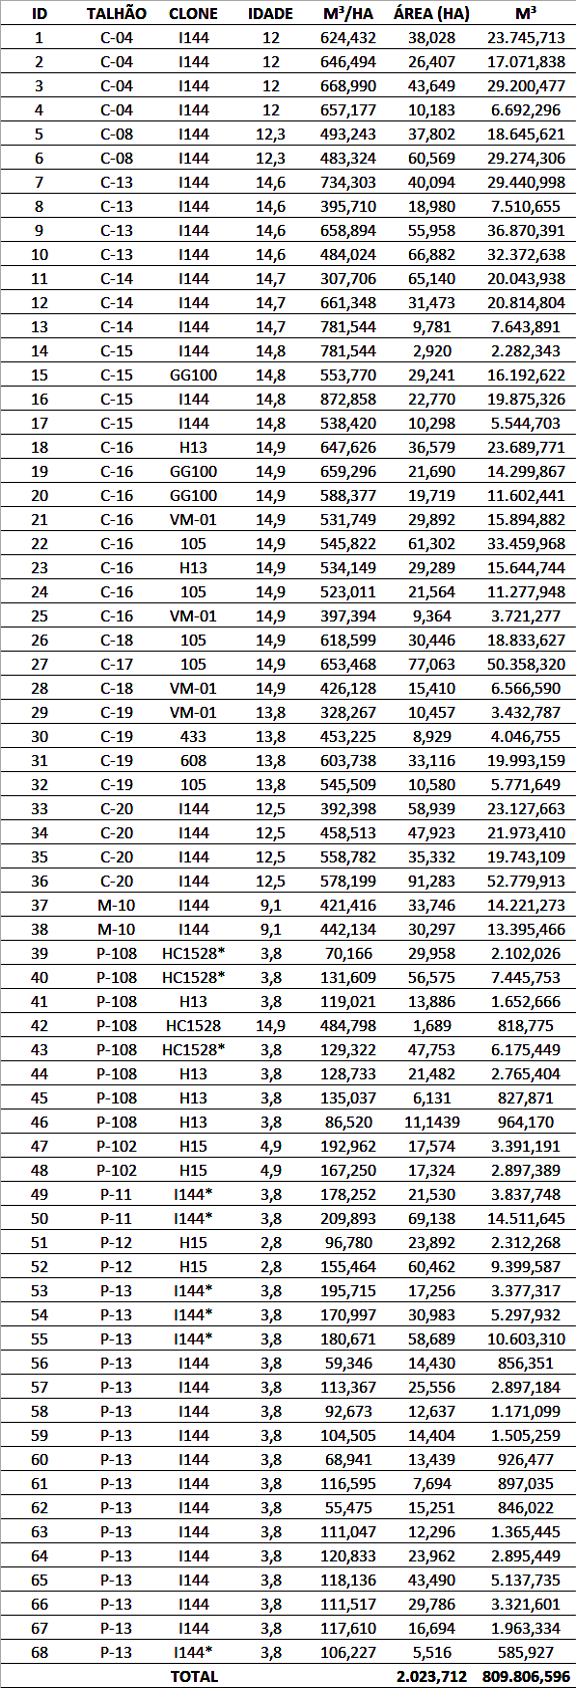 ID TALHÃO CLONE IDADE M³/HA ÁREA (HA) M³
1 C-04 I144 12 624,432 38,028 23.745,713
2 C-04 I144 12 646,494 26,407 17.071,838
3 C-04 I144 12 668,990 43,649 29.200,477
4 C-04 I144 12 657,177 10,183 6.692,296
5 C-08 I144 12,3 493,243 37,802 18.645,621
6 C-08 I144 12,3 483,324 60,569 29.274,306
7 C-13 I144 14,6 734,303 40,094 29.440,998
8 C-13 I144 14,6 395,710 18,980 7.510,655
9 C-13 I144 14,6 658,894 55,958 36.870,391
10 C-13 I144 14,6 484,024 66,882 32.372,638
11 C-14 I144 14,7 307,706 65,140 20.043,938
12 C-14 I144 14,7 661,348 31,473 20.814,804
13 C-14 I144 14,7 781,544 9,781 7.643,891
14 C-15 I144 14,8 781,544 2,920 2.282,343
15 C-15 GG100 14,8 553,770 29,241 16.192,622
16 C-15 I144 14,8 872,858 22,770 19.875,326
17 C-15 I144 14,8 538,420 10,298 5.544,703
18 C-16 H13 14,9 647,626 36,579 23.689,771
19 C-16 GG100 14,9 659,296 21,690 14.299,867
20 C-16 GG100 14,9 588,377 19,719 11.602,441
21 C-16 VM-01 14,9 531,749 29,892 15.894,882
22 C-16 105 14,9 545,822 61,302 33.459,968
23 C-16 H13 14,9 534,149 29,289 15.644,744
24 C-16 105 14,9 523,011 21,564 11.277,948
25 C-16 VM-01 14,9 397,394 9,364 3.721,277
26 C-18 105 14,9 618,599 30,446 18.833,627
27 C-17 105 14,9 653,468 77,063 50.358,320
28 C-18 VM-01 14,9 426,128 15,410 6.566,590
29 C-19 VM-01 13,8 328,267 10,457 3.432,787
30 C-19 433 13,8 453,225 8,929 4.046,755
31 C-19 608 13,8 603,738 33,116 19.993,159
32 C-19 105 13,8 545,509 10,580 5.771,649
33 C-20 I144 12,5 392,398 58,939 23.127,663
34 C-20 I144 12,5 458,513 47,923 21.973,410
35 C-20 I144 12,5 558,782 35,332 19.743,109
36 C-20 I144 12,5 578,199 91,283 52.779,913
37 M-10 I144 9,1 421,416 33,746 14.221,273
38 M-10 I144 9,1 442,134 30,297 13.395,466
39 P-108 HC1528* 3,8 70,166 29,958 2.102,026
40 P-108 HC1528* 3,8 131,609 56,575 7.445,753
41 P-108 H13 3,8 119,021 13,886 1.652,666
42 P-108 HC1528 14,9 484,798 1,689 818,775
43 P-108 HC1528* 3,8 129,322 47,753 6.175,449
44 P-108 H13 3,8 128,733 21,482 2.765,404
45 P-108 H13 3,8 135,037 6,131 827,871
46 P-108 H13 3,8 86,520 11,1439 964,170
47 P-102 H15 4,9 192,962 17,574 3.391,191
48 P-102 H15 4,9 167,250 17,324 2.897,389
49 P-11 I144* 3,8 178,252 21,530 3.837,748
50 P-11 I144* 3,8 209,893 69,138 14.511,645
51 P-12 H15 2,8 96,780 23,892 2.312,268
52 P-12 H15 2,8 155,464 60,462 9.399,587
53 P-13 I144* 3,8 195,715 17,256 3.377,317
54 P-13 I144* 3,8 170,997 30,983 5.297,932
55 P-13 I144* 3,8 180,671 58,689 10.603,310
56 P-13 I144 3,8 59,346 14,430 856,351
57 P-13 I144 3,8 113,367 25,556 2.897,184
58 P-13 I144 3,8 92,673 12,637 1.171,099
59 P-13 I144 3,8 104,505 14,404 1.505,259
60 P-13 I144 3,8 68,941 13,439 926,477
61 P-13 I144 3,8 116,595 7,694 897,035
62 P-13 I144 3,8 55,475 15,251 846,022
63 P-13 I144 3,8 111,047 12,296 1.365,445
64 P-13 I144 3,8 120,833 23,962 2.895,449
65 P-13 I144 3,8 118,136 43,490 5.137,735
66 P-13 I144 3,8 111,517 29,786 3.321,601
67 P-13 I144 3,8 117,610 16,694 1.963,334
68 P-13 I144* 3,8 106,227 5,516 585,927
TOTAL 2.023,712 809.806,596